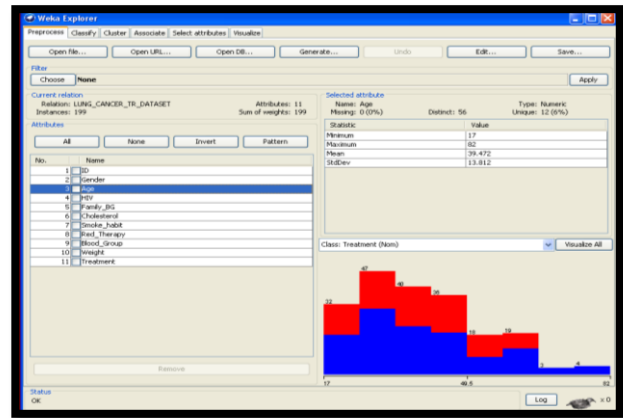 Weka Explorer
Preprocess Classify Cluster Associate Select attributes Visualize
Open file... Open URL... Open DB... Generate... Undo Edit... Save...
Filter
Choose None Apply
Current relation
Relation: LUNG_CANCER_TR_DATASET Attributes: 11
Instances: 199 Sum of weights: 199
Attributes
All None Invert Pattern
No. Name
1 ID
2 Gender
3 Age
4 HIV
5 Family_BG
6 Cholesterol
7 Smoke_habit
8 Red_Therapy
9 Blood_Group
10 Weight
11 Treatment
Remove
Selected attribute
Name: Age Type: Numeric
Missing: 0 (0%) Distinct: 56 Unique: 12 (6%)
Statistic Value
Minimum 17
Maximum 82
Mean 39.472
StdDev 13.812
Class: Treatment (Nom) Visualize All
32 47 40 36 19 4
17 49.5 82
Status
OK Log x 0